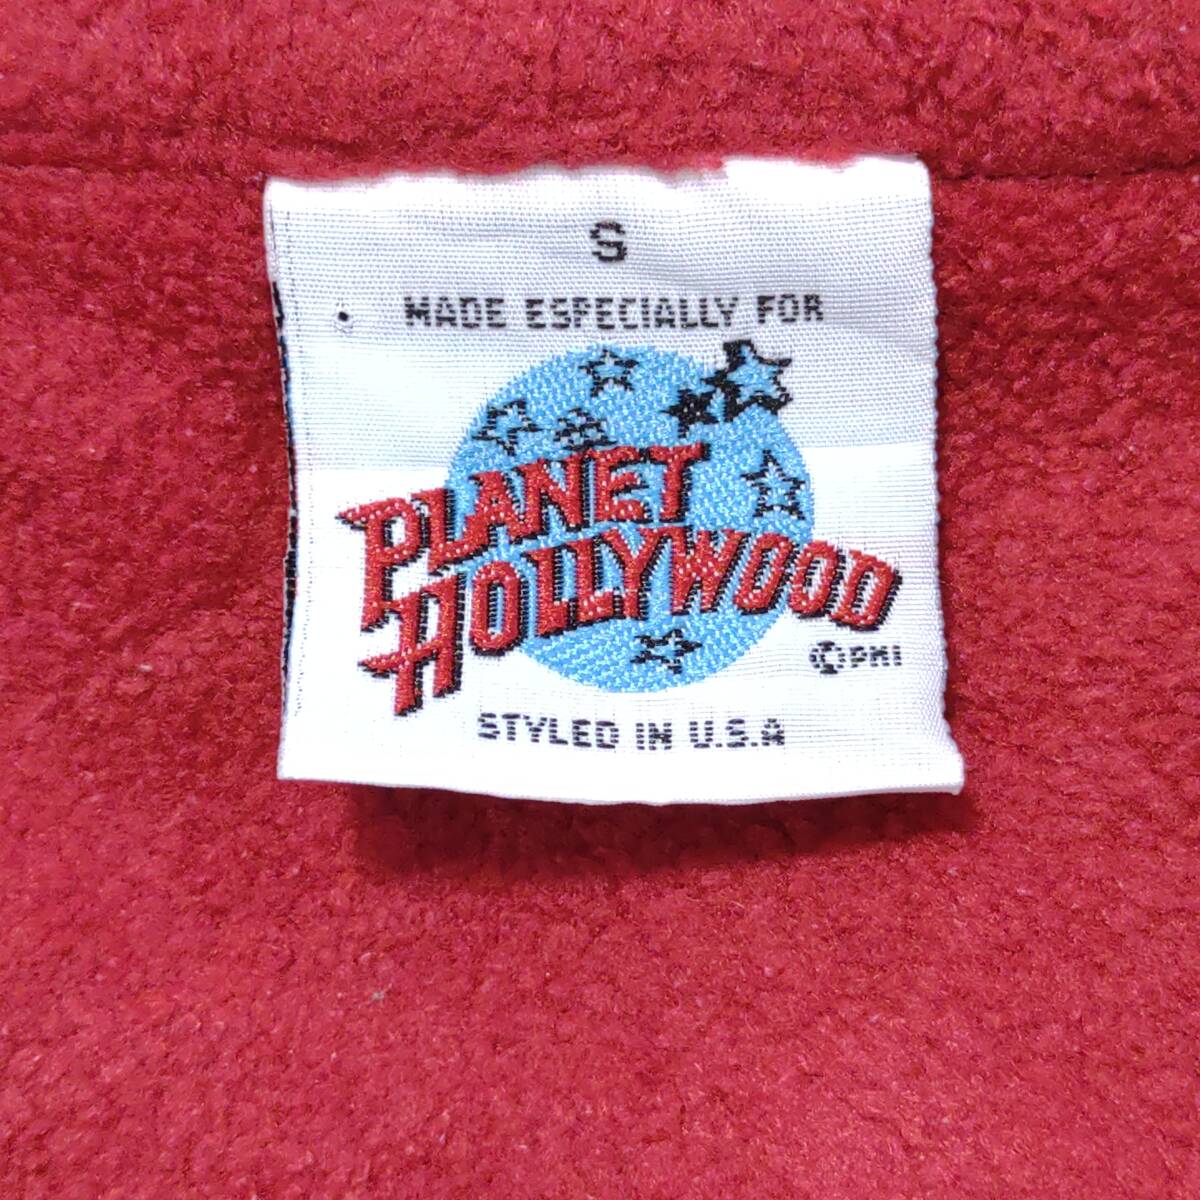 S
MADE ESPECIALLY FOR
PLANET
HOLLYWOOD
©PHI
STYLED IN U.S.A